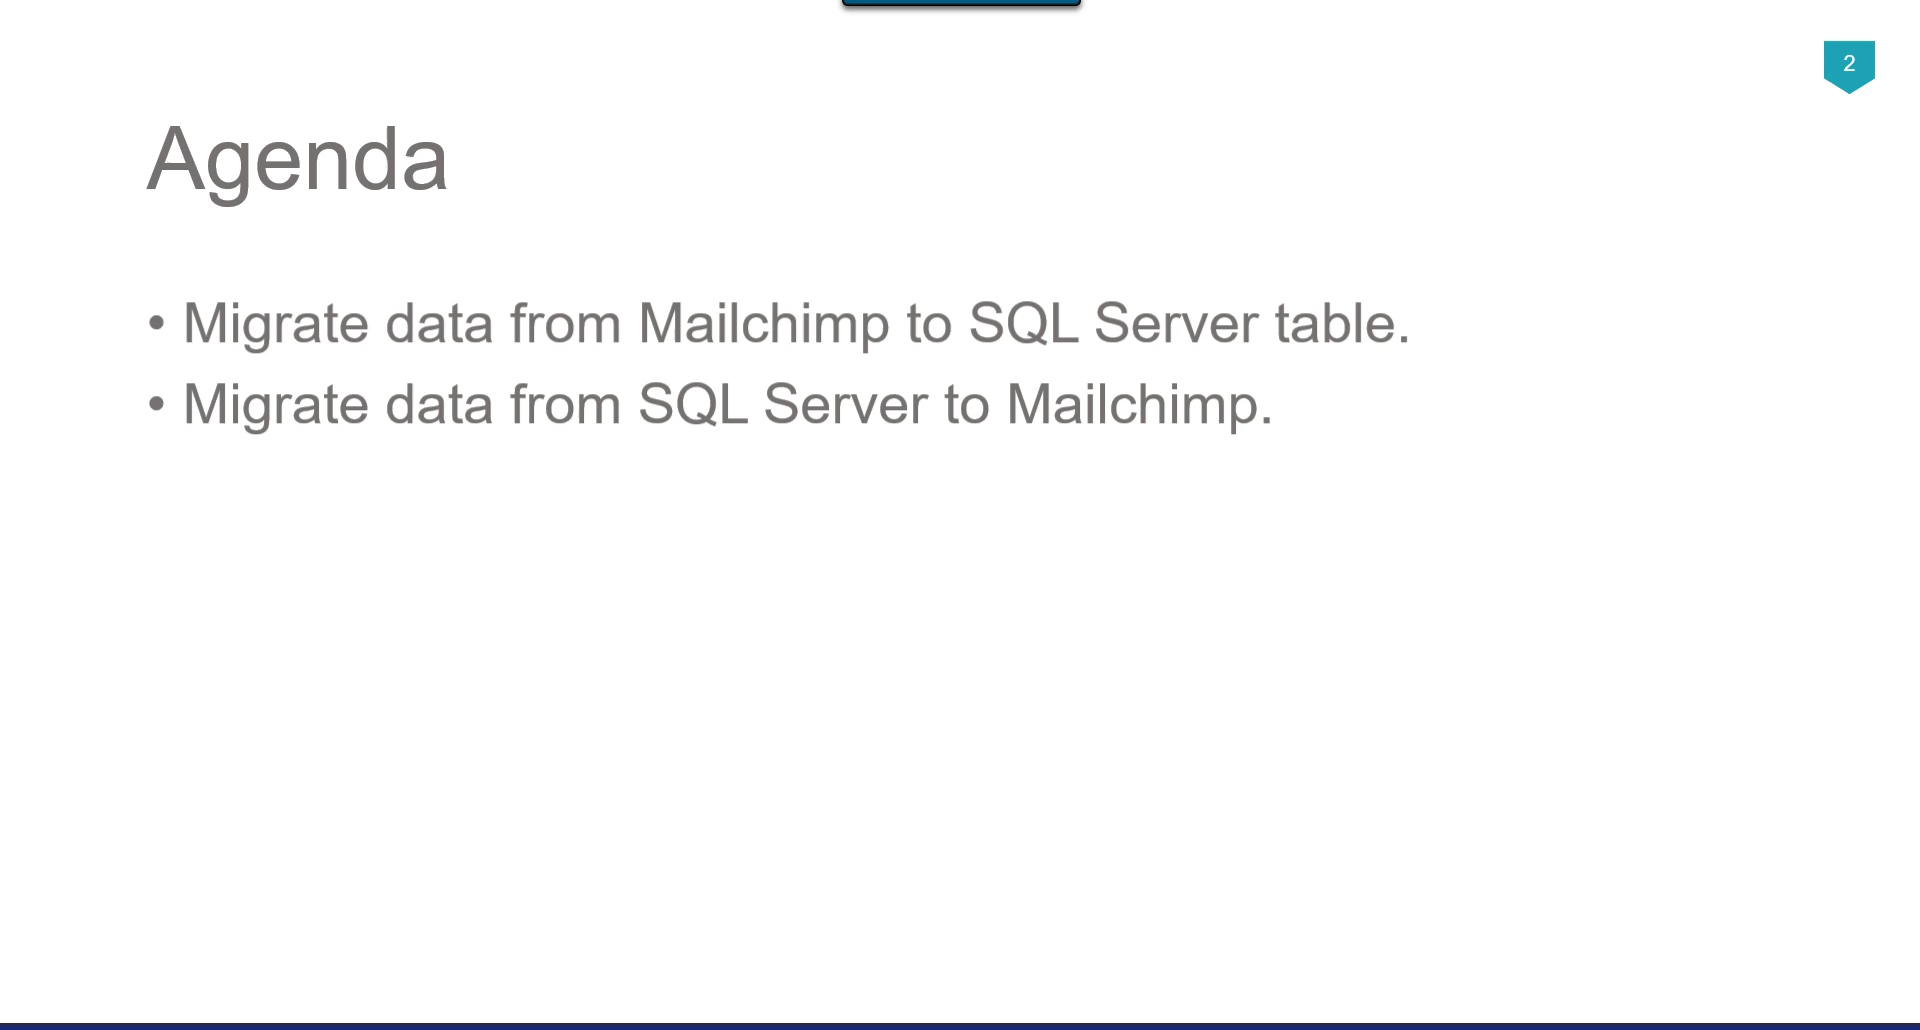 2
Agenda
• Migrate data from Mailchimp to SQL Server table.
• Migrate data from SQL Server to Mailchimp.